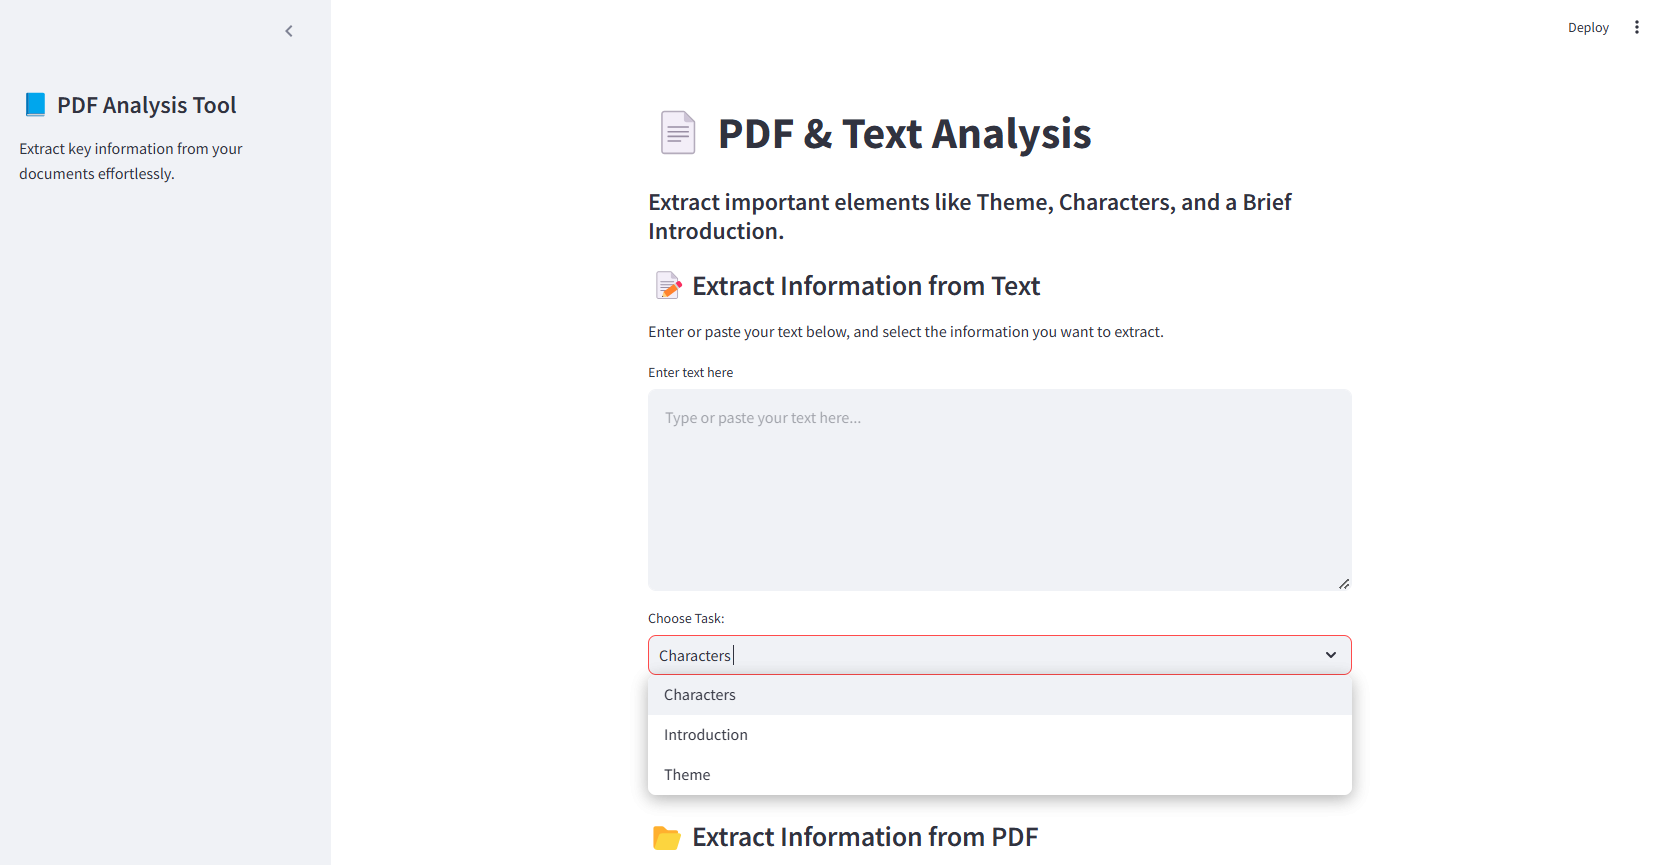 Deploy
PDF Analysis Tool
Extract key information from your
documents effortlessly.
PDF & Text Analysis
Extract important elements like Theme, Characters, and a Brief
Introduction.
Extract Information from Text
Enter or paste your text below, and select the information you want to extract.
Enter text here
Type or paste your text here...
Choose Task:
Characters
Characters
Introduction
Theme
Extract Information from PDF